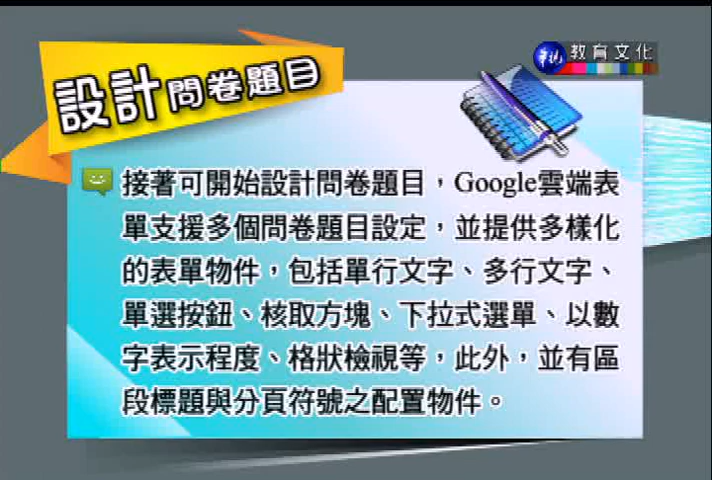 華視 教育文化
設計問卷題目
接著可開始設計問卷題目，Google雲端表
單支援多個問卷題目設定，並提供多樣化
的表單物件，包括單行文字、多行文字、
單選按鈕、核取方塊、下拉式選單、以數
字表示程度、格狀檢視等，此外，並有區
段標題與分頁符號之配置物件。